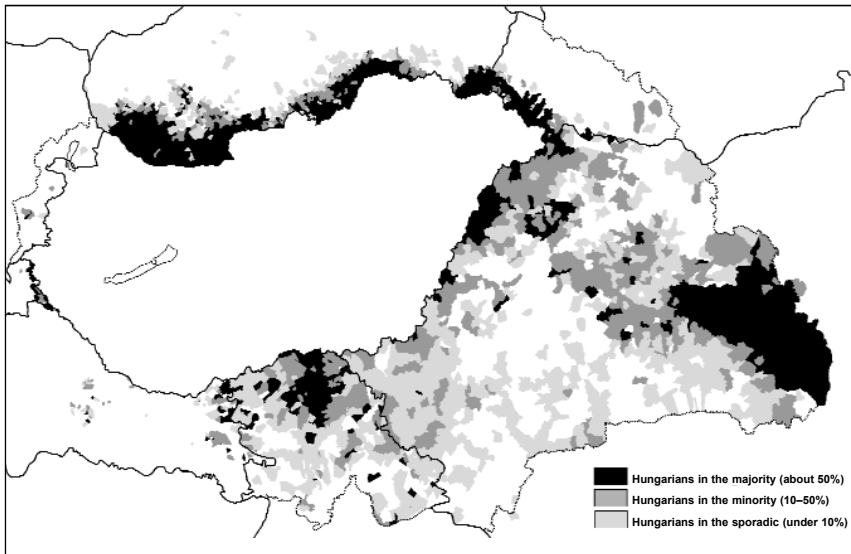 Hungarians in the majority (about 50%)
Hungarians in the minority (10–50%)
Hungarians in the sporadic (under 10%)